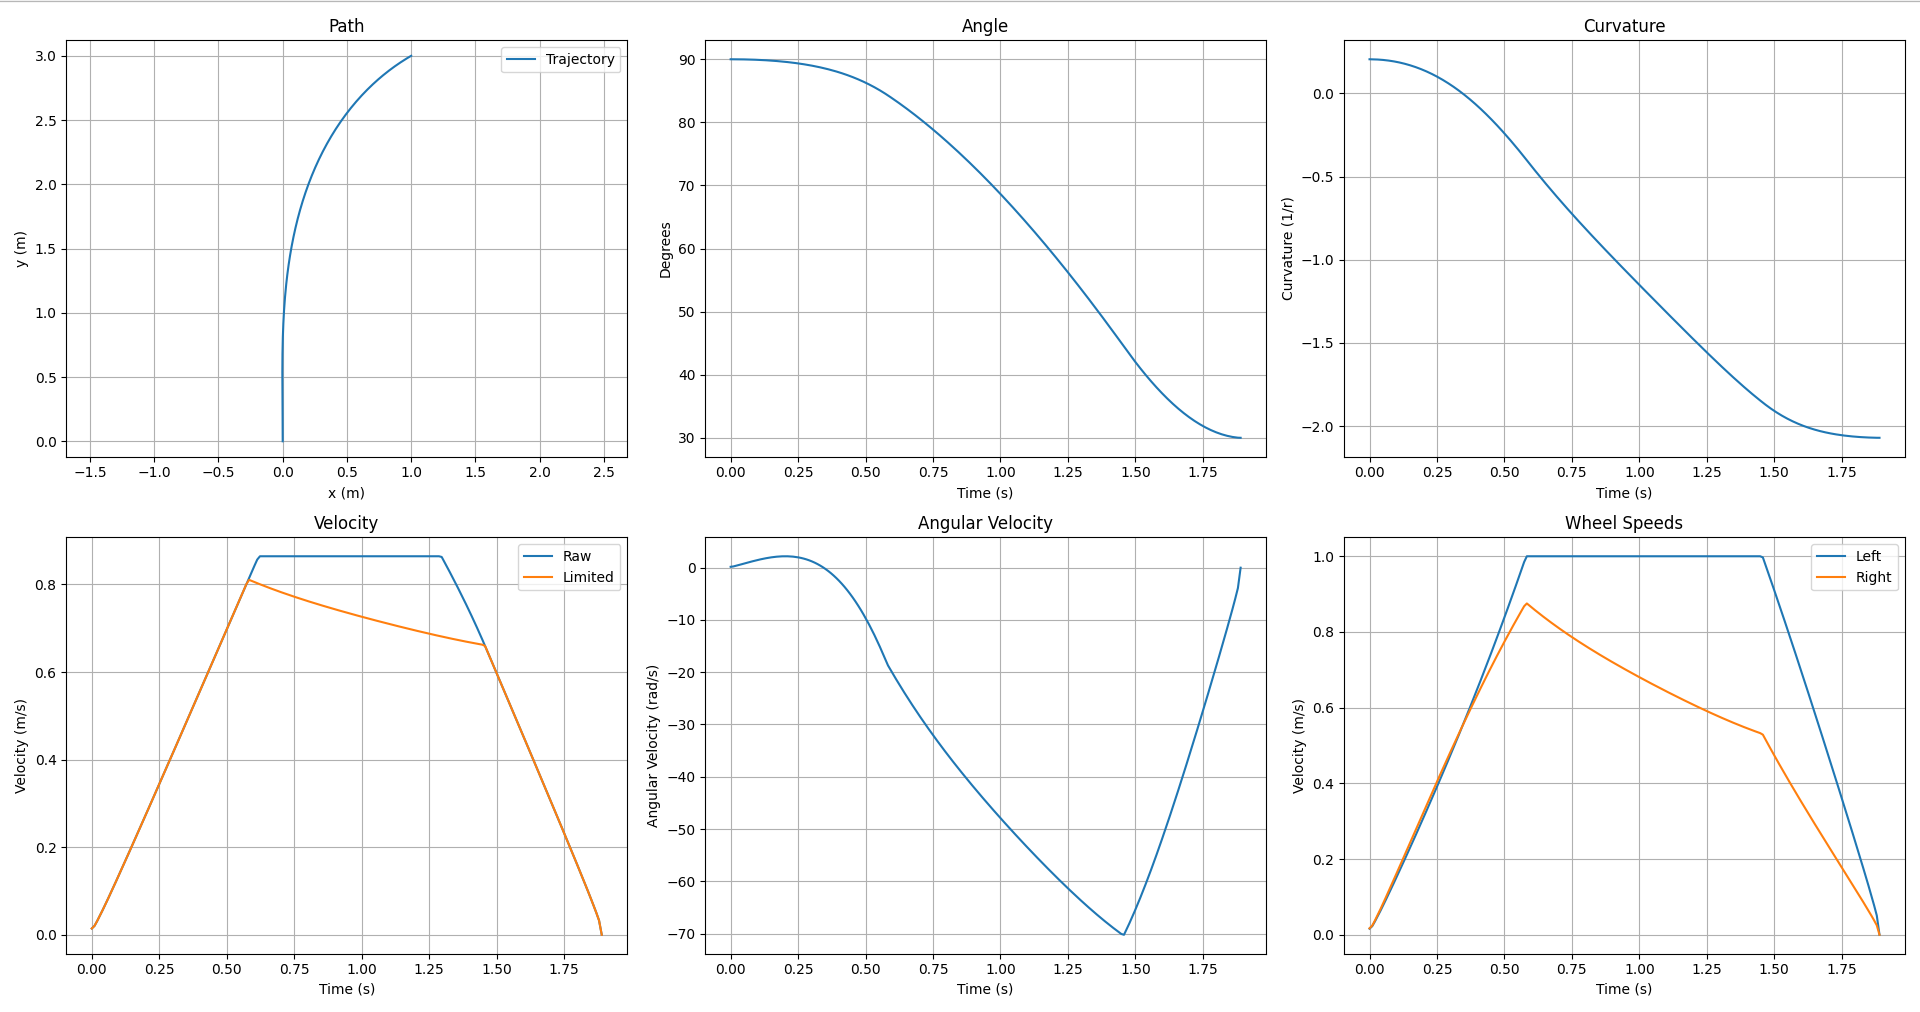 Path
Trajectory
y (m)
3.0
2.5
2.0
1.5
1.0
0.5
0.0
−1.5 −1.0 −0.5 0.0 0.5 1.0 1.5 2.0 2.5
x (m)
Angle
Degrees
90
80
70
60
50
40
30
0.00 0.25 0.50 0.75 1.00 1.25 1.50 1.75
Time (s)
Curvature
Curvature (1/r)
0.0
−0.5
−1.0
−1.5
−2.0
0.00 0.25 0.50 0.75 1.00 1.25 1.50 1.75
Time (s)
Velocity
Raw
Limited
Velocity (m/s)
0.8
0.6
0.4
0.2
0.0
0.00 0.25 0.50 0.75 1.00 1.25 1.50 1.75
Time (s)
Angular Velocity
Angular Velocity (rad/s)
0
−10
−20
−30
−40
−50
−60
−70
0.00 0.25 0.50 0.75 1.00 1.25 1.50 1.75
Time (s)
Wheel Speeds
Left
Right
Velocity (m/s)
1.0
0.8
0.6
0.4
0.2
0.0
0.00 0.25 0.50 0.75 1.00 1.25 1.50 1.75
Time (s)